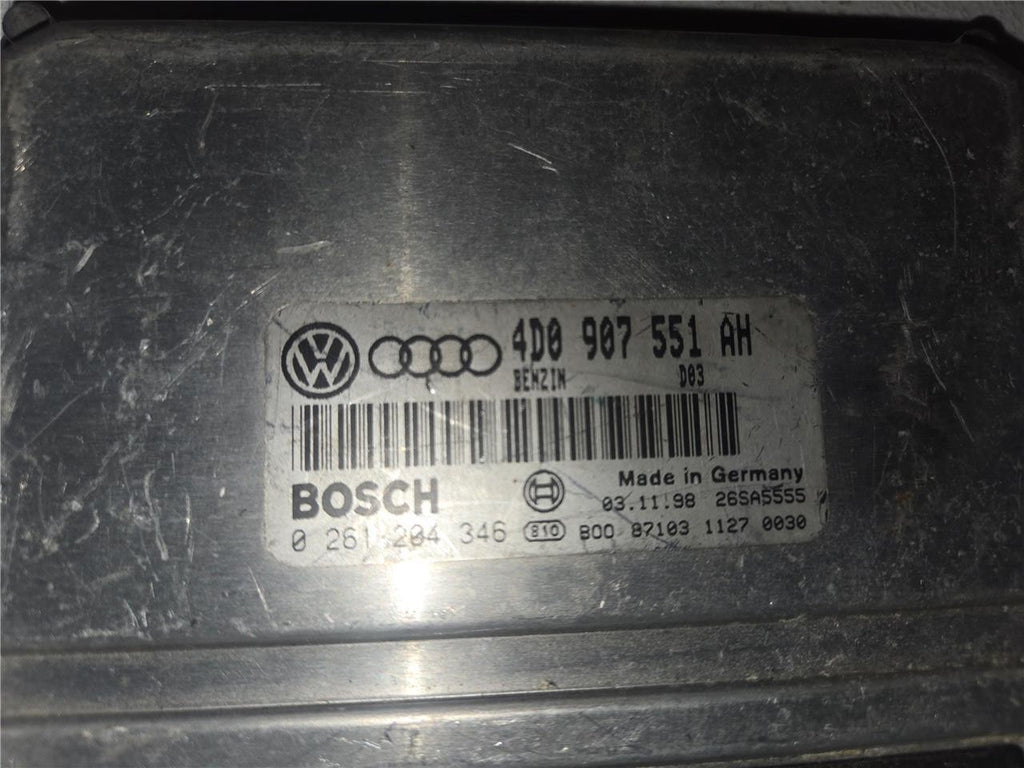 4D0 907 551 AH
BENZIN D03
BOSCH
Made in Germany
03.11.98 26SA5555
0 261 204 346 810 B00 87103 1127 0030